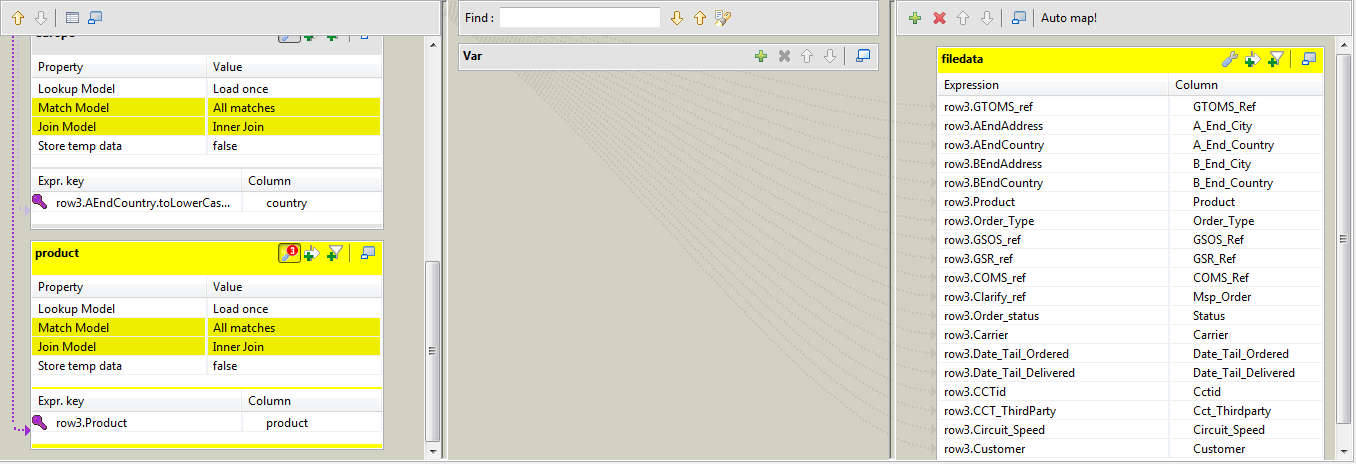 Find :
Auto map!
europe
Property Value
Lookup Model Load once
Match Model All matches
Join Model Inner Join
Store temp data false
Expr. key Column
row3.AEndCountry.toLowerCas... country
product
3
Property Value
Lookup Model Load once
Match Model All matches
Join Model Inner Join
Store temp data false
Expr. key Column
row3.Product product
Var
filedata
Expression Column
row3.GTOMS_ref GTOMS_Ref
row3.AEndAddress A_End_City
row3.AEndCountry A_End_Country
row3.BEndAddress B_End_City
row3.BEndCountry B_End_Country
row3.Product Product
row3.Order_Type Order_Type
row3.GSOS_ref GSOS_Ref
row3.GSR_ref GSR_Ref
row3.COMS_ref COMS_Ref
row3.Clarify_ref Msp_Order
row3.Order_status Status
row3.Carrier Carrier
row3.Date_Tail_Ordered Date_Tail_Ordered
row3.Date_Tail_Delivered Date_Tail_Delivered
row3.CCTid Cctid
row3.CCT_ThirdParty Cct_Thirdparty
row3.Circuit_Speed Circuit_Speed
row3.Customer Customer